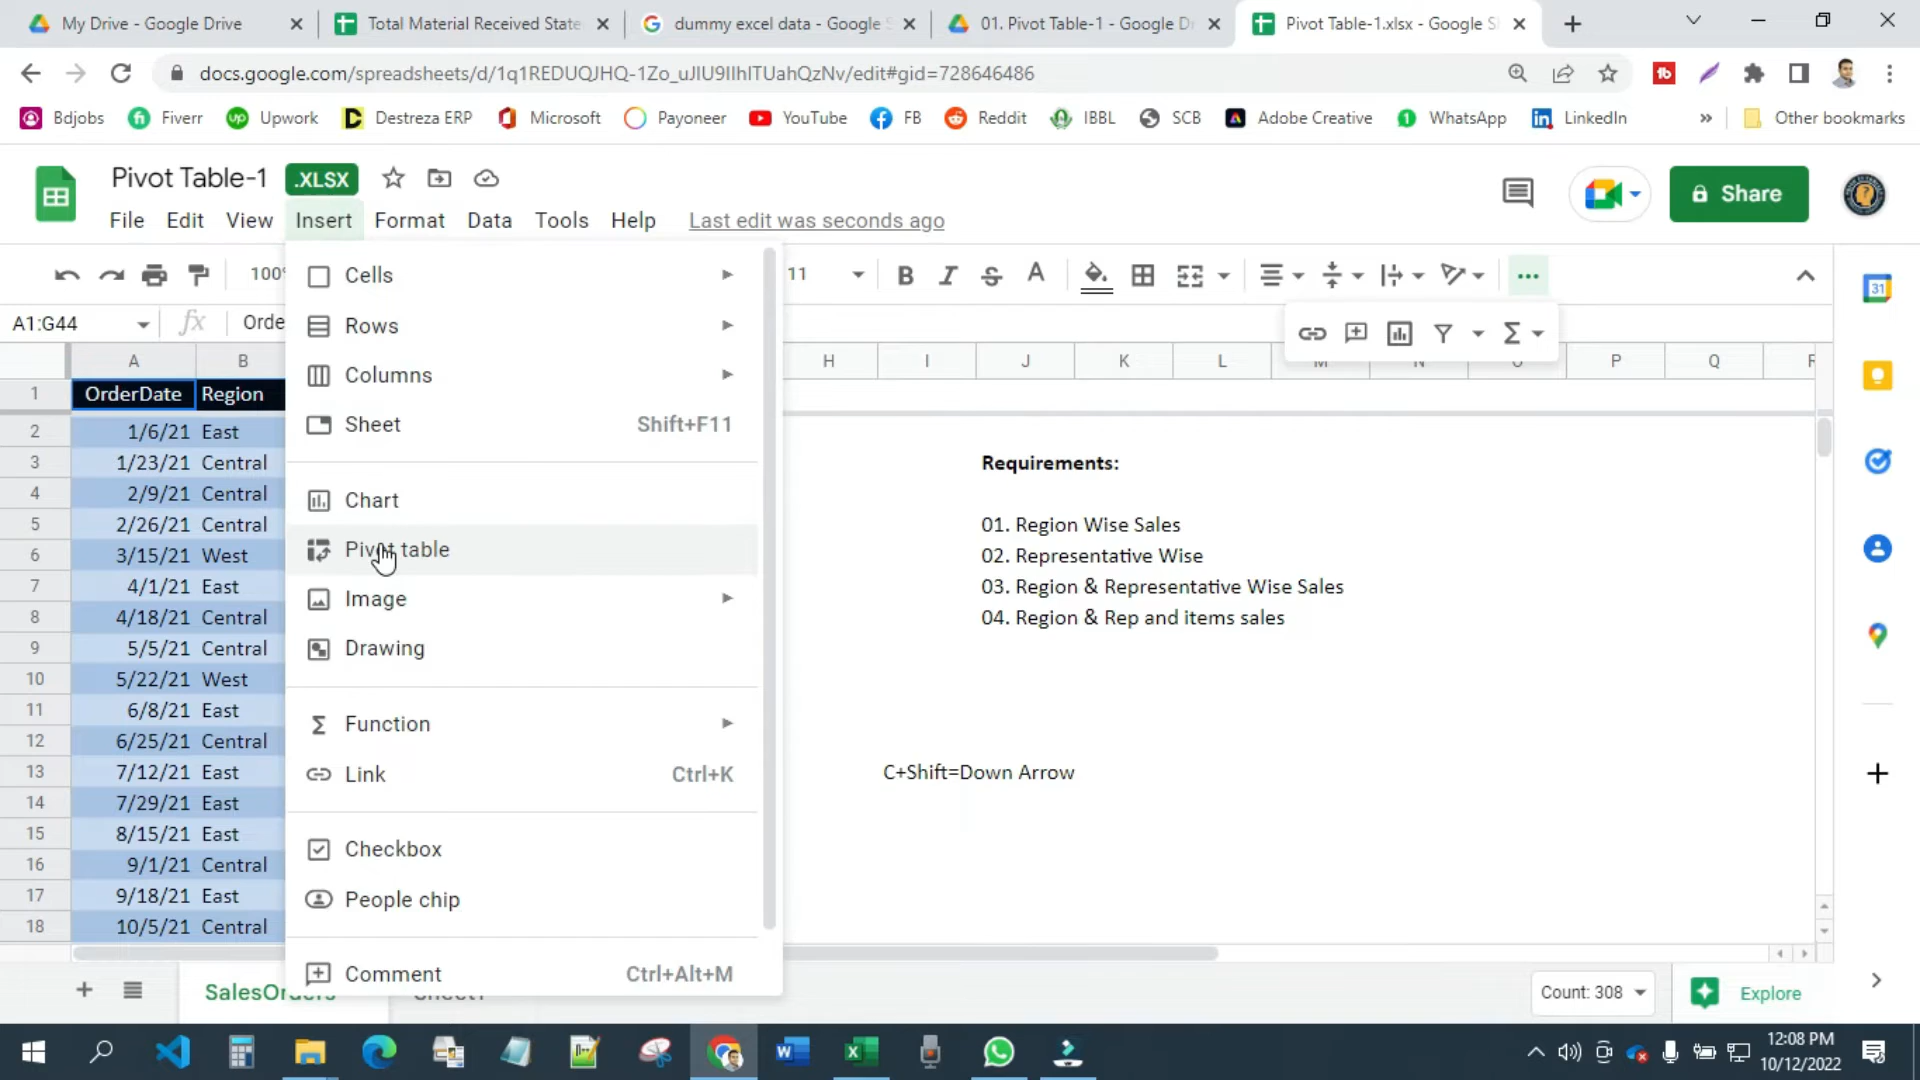 My Drive - Google Drive
Total Material Received State
dummy excel data - Google S
01. Pivot Table-1 - Google Dr
Pivot Table-1.xlsx - Google Sh
docs.google.com/spreadsheets/d/1q1REDUQJHQ-1Zo_uJIU9IIhITUahQzNv/edit#gid=728646486
Bdjobs Fiverr Upwork Destreza ERP Microsoft Payoneer YouTube FB Reddit IBBL SCB Adobe Creative WhatsApp LinkedIn » Other bookmarks
Pivot Table-1 .XLSX
Share
File Edit View Insert Format Data Tools Help Last edit was seconds ago
100% 11
A1:G44 fx Orde
Cells
Rows
Columns
Sheet Shift+F11
Chart
Pivot table
Image
Drawing
Function
Link Ctrl+K
Checkbox
People chip
Comment Ctrl+Alt+M
A B H I J K L M N O P Q R
1 OrderDate Region
2 1/6/21 East
3 1/23/21 Central
4 2/9/21 Central
5 2/26/21 Central
6 3/15/21 West
7 4/1/21 East
8 4/18/21 Central
9 5/5/21 Central
10 5/22/21 West
11 6/8/21 East
12 6/25/21 Central
13 7/12/21 East
14 7/29/21 East
15 8/15/21 East
16 9/1/21 Central
17 9/18/21 East
18 10/5/21 Central
Requirements:
01. Region Wise Sales
02. Representative Wise
03. Region & Representative Wise Sales
04. Region & Rep and items sales
C+Shift=Down Arrow
SalesOrders Sheet1
Count: 308
Explore
12:08 PM
10/12/2022